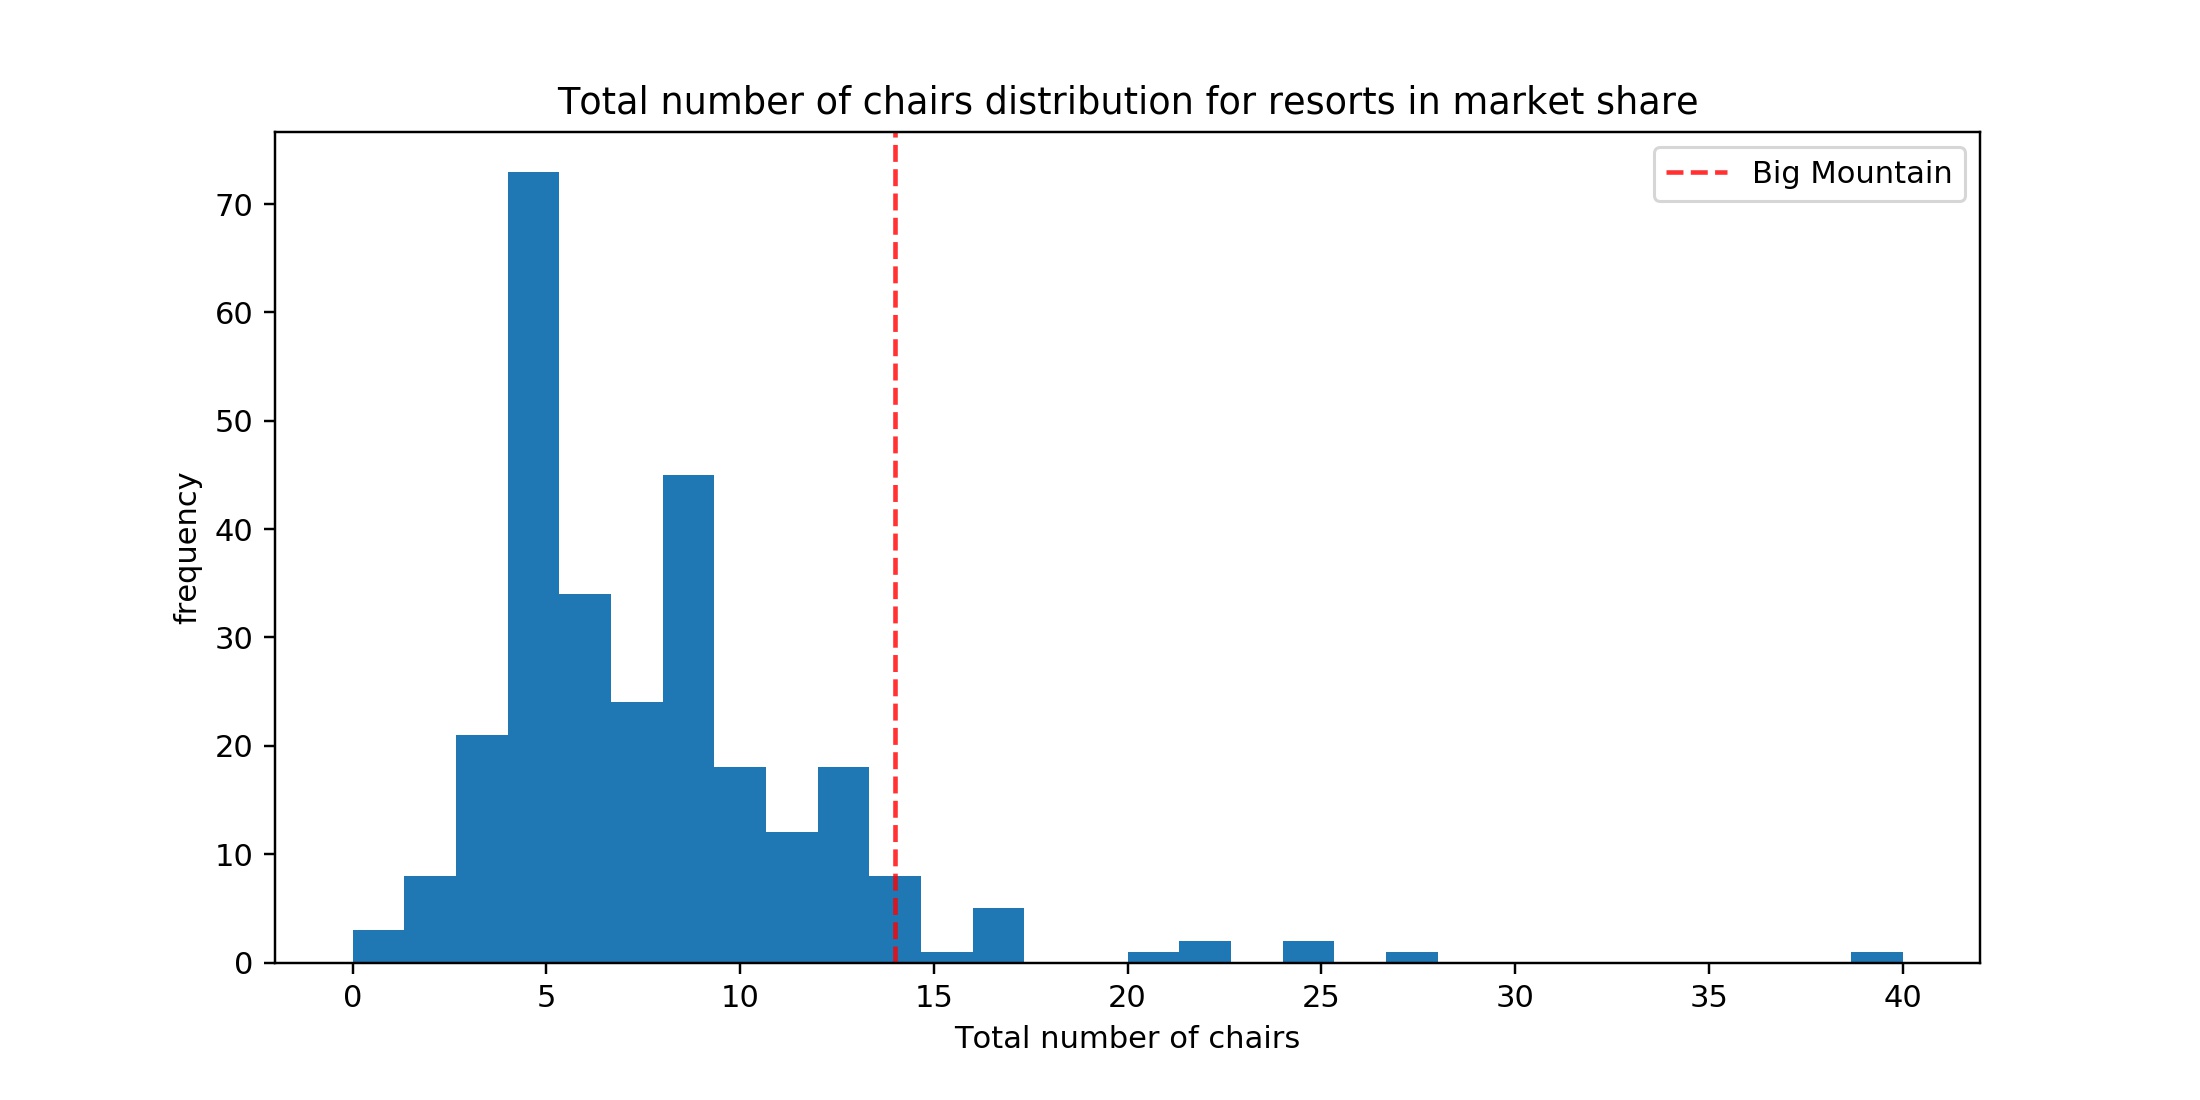 Total number of chairs distribution for resorts in market share
Big Mountain
70
60
50
40
30
20
10
0
frequency
0 5 10 15 20 25 30 35 40
Total number of chairs